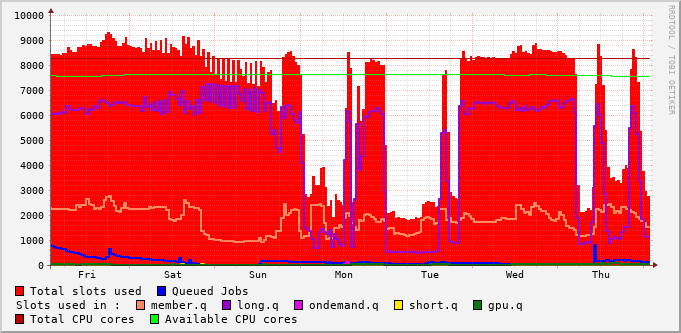 10000
9000
8000
7000
6000
5000
4000
3000
2000
1000
0
Fri Sat Sun Mon Tue Wed Thu
RRDTOOL / TOBI OETIKER
Total slots used Queued Jobs
Slots used in : member.q long.q ondemand.q short.q gpu.q
Total CPU cores Available CPU cores